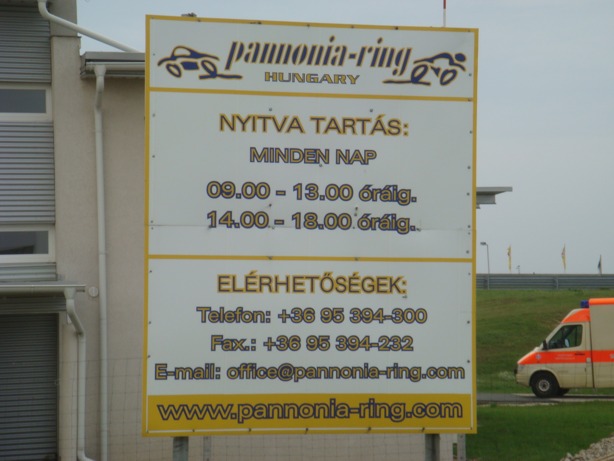 pannonia-ring
HUNGARY
NYITVA TARTÁS:
MINDEN NAP
09.00 - 13.00 óráig.
14.00 - 18.00 óráig.
ELÉRHETŐSÉGEK:
Telefon: +36 95 394-300
Fax.: +36 95 394-232
E-mail: office@pannonia-ring.com
www.pannonia-ring.com